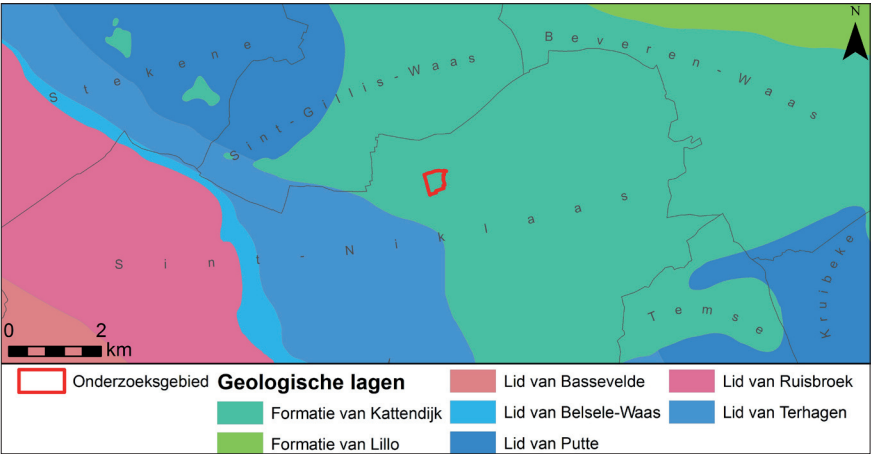 N
Stekene
Sint-Gillis-Waas
Beveren-Waas
Sint-Niklaas
Temse
Kruibeke
0 2
km
Onderzoeksgebied
Geologische lagen
Formatie van Kattendijk
Formatie van Lillo
Lid van Bassevelde
Lid van Belsele-Waas
Lid van Putte
Lid van Ruisbroek
Lid van Terhagen